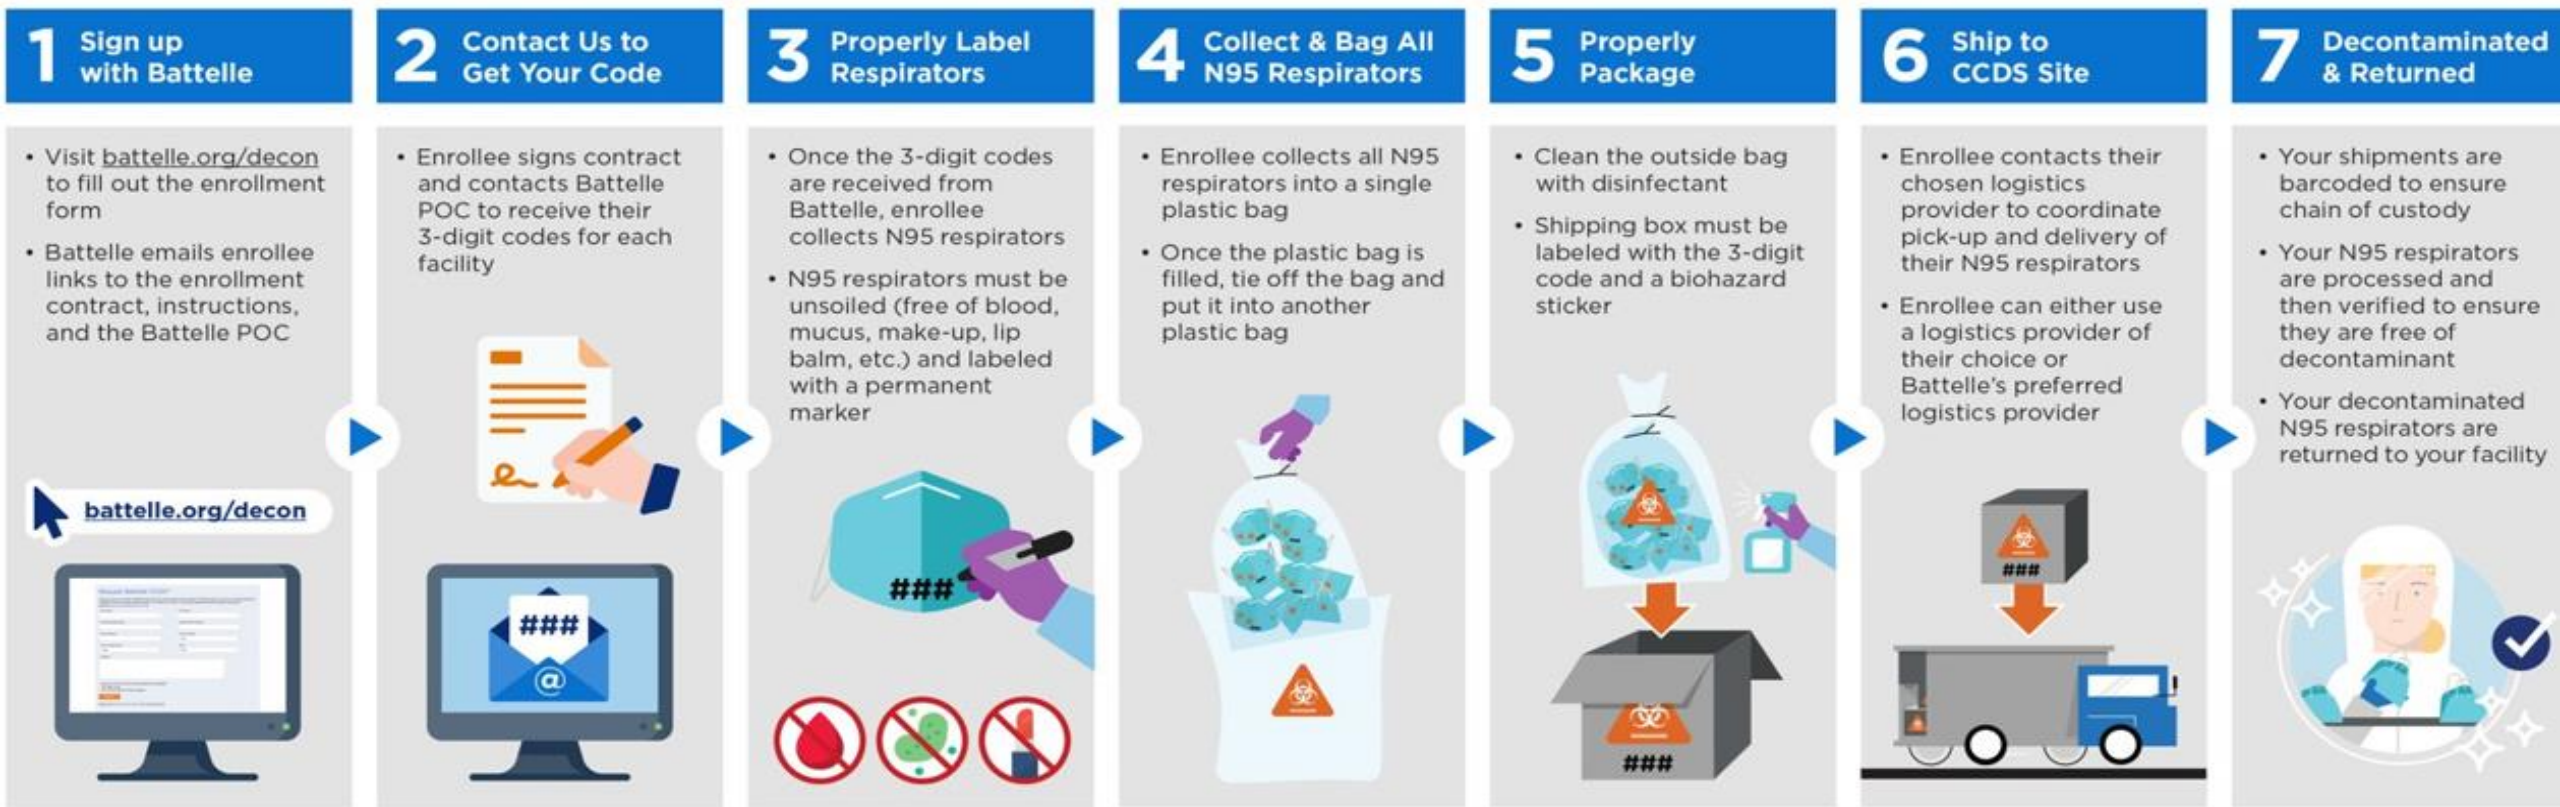 1 Sign up
with Battelle
• Visit battelle.org/decon
to fill out the enrollment
form
• Battelle emails enrollee
links to the enrollment
contract, instructions,
and the Battelle POC
battelle.org/decon
2 Contact Us to
Get Your Code
• Enrollee signs contract
and contacts Battelle
POC to receive their
3-digit codes for each
facility
###
@
3 Properly Label
Respirators
• Once the 3-digit codes
are received from
Battelle, enrollee
collects N95 respirators
• N95 respirators must be
unsoiled (free of blood,
mucus, make-up, lip
balm, etc.) and labeled
with a permanent
marker
###
4 Collect & Bag All
N95 Respirators
• Enrollee collects all N95
respirators into a single
plastic bag
• Once the plastic bag is
filled, tie off the bag and
put it into another
plastic bag
5 Properly
Package
• Clean the outside bag
with disinfectant
• Shipping box must be
labeled with the 3-digit
code and a biohazard
sticker
###
6 Ship to
CCDS Site
• Enrollee contacts their
chosen logistics
provider to coordinate
pick-up and delivery of
their N95 respirators
• Enrollee can either use
a logistics provider of
their choice or
Battelle's preferred
logistics provider
###
7 Decontaminated
& Returned
• Your shipments are
barcoded to ensure
chain of custody
• Your N95 respirators
are processed and
then verified to ensure
they are free of
decontaminant
• Your decontaminated
N95 respirators are
returned to your facility